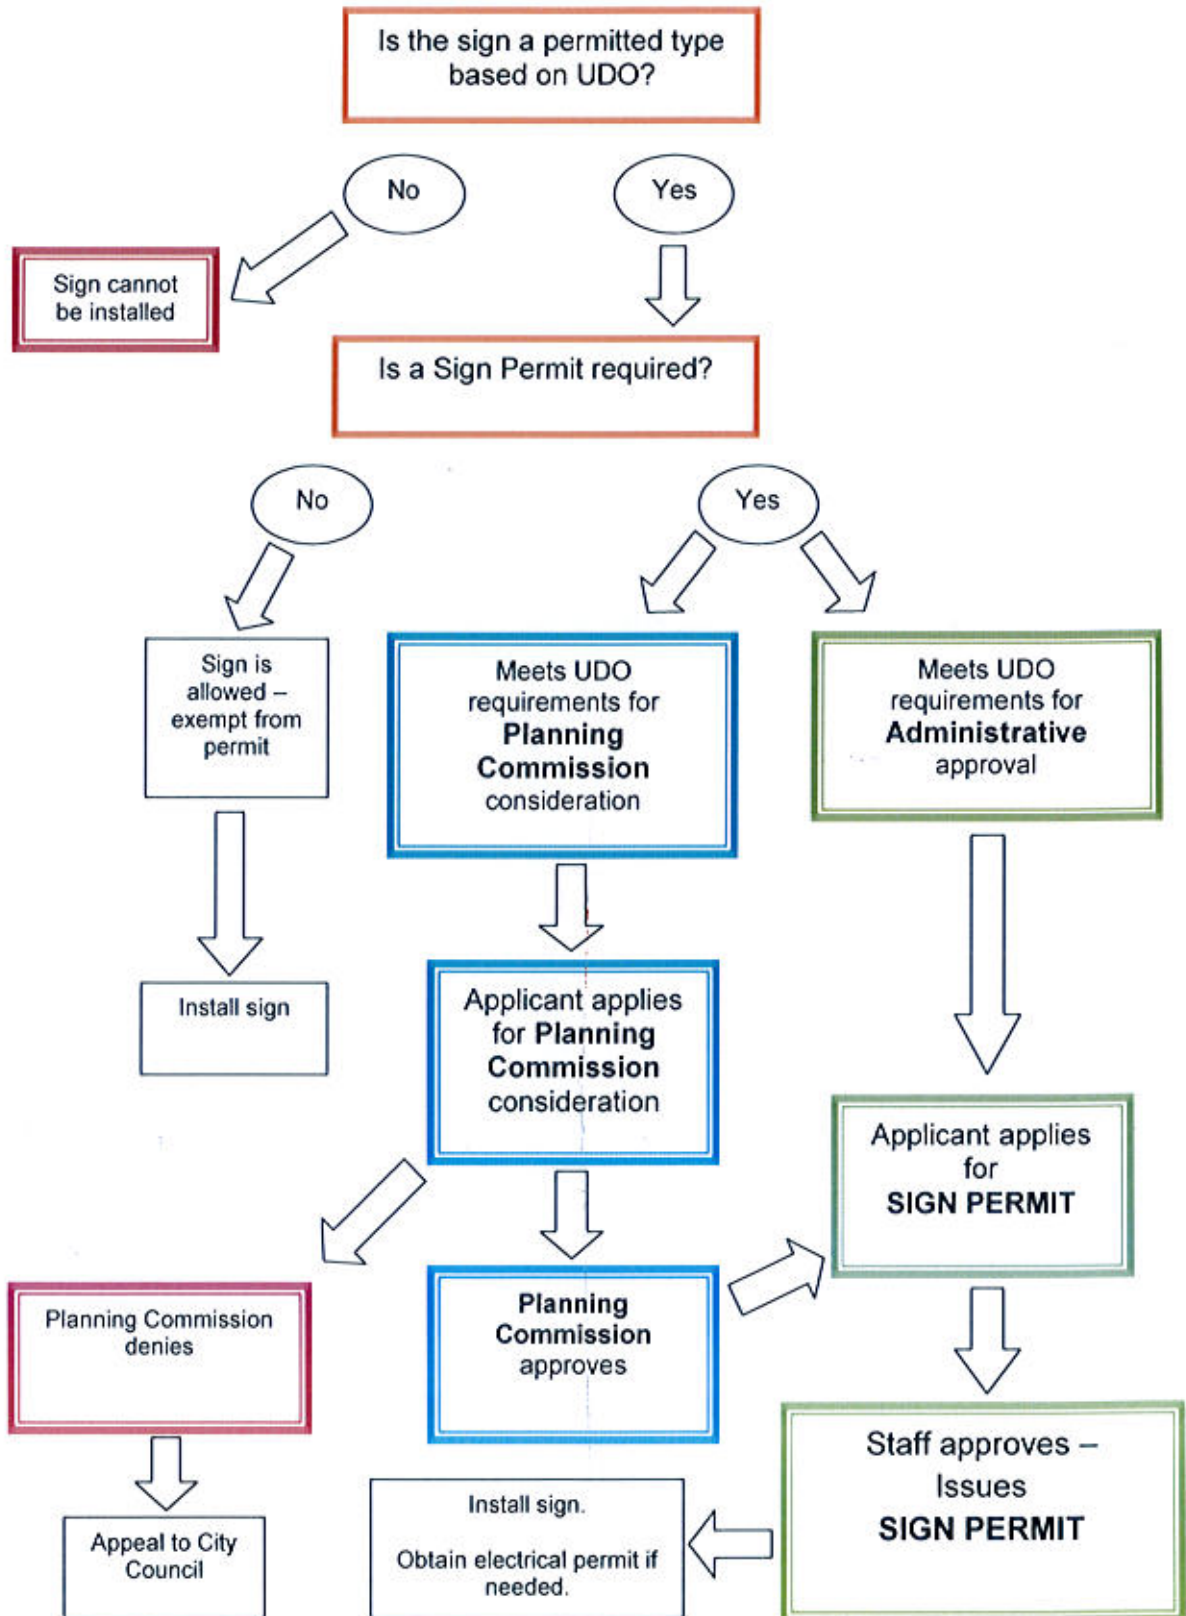 Is the sign a permitted type
based on UDO?
No
Yes
Sign cannot
be installed
Is a Sign Permit required?
No
Yes
Sign is
allowed –
exempt from
permit
Meets UDO
requirements for
Planning
Commission
consideration
Meets UDO
requirements for
Administrative
approval
Install sign
Applicant applies
for Planning
Commission
consideration
Applicant applies
for
SIGN PERMIT
Planning Commission
denies
Planning
Commission
approves
Staff approves –
Issues
SIGN PERMIT
Install sign.
Obtain electrical permit if
needed.
Appeal to City
Council